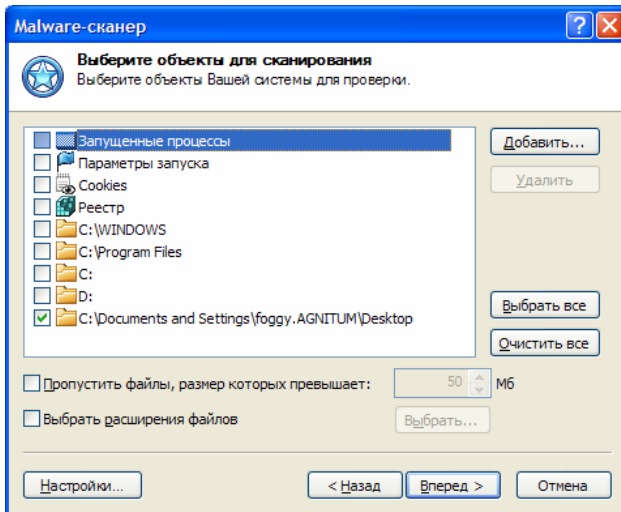 Malware-сканер
Выберите объекты для сканирования
Выберите объекты Вашей системы для проверки.
Запущенные процессы
Добавить...
Параметры запуска
Удалить
Cookies
Реестр
C:\WINDOWS
C:\Program Files
C:
D:
Выбрать все
C:\Documents and Settings\foggy.AGNITUM\Desktop
Очистить все
Пропустить файлы, размер которых превышает: 50 Мб
Выбрать расширения файлов Выбрать...
Настройки... < Назад Вперед > Отмена